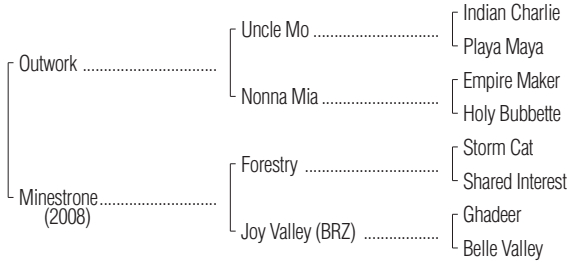 Indian Charlie
Uncle Mo ..................................
Playa Maya
Outwork ....................................
Empire Maker
Nonna Mia ................................
Holy Bubbette
Storm Cat
Forestry ....................................
Shared Interest
Minestrone ................................
(2008)
Ghadeer
Joy Valley (BRZ) ....................
Belle Valley